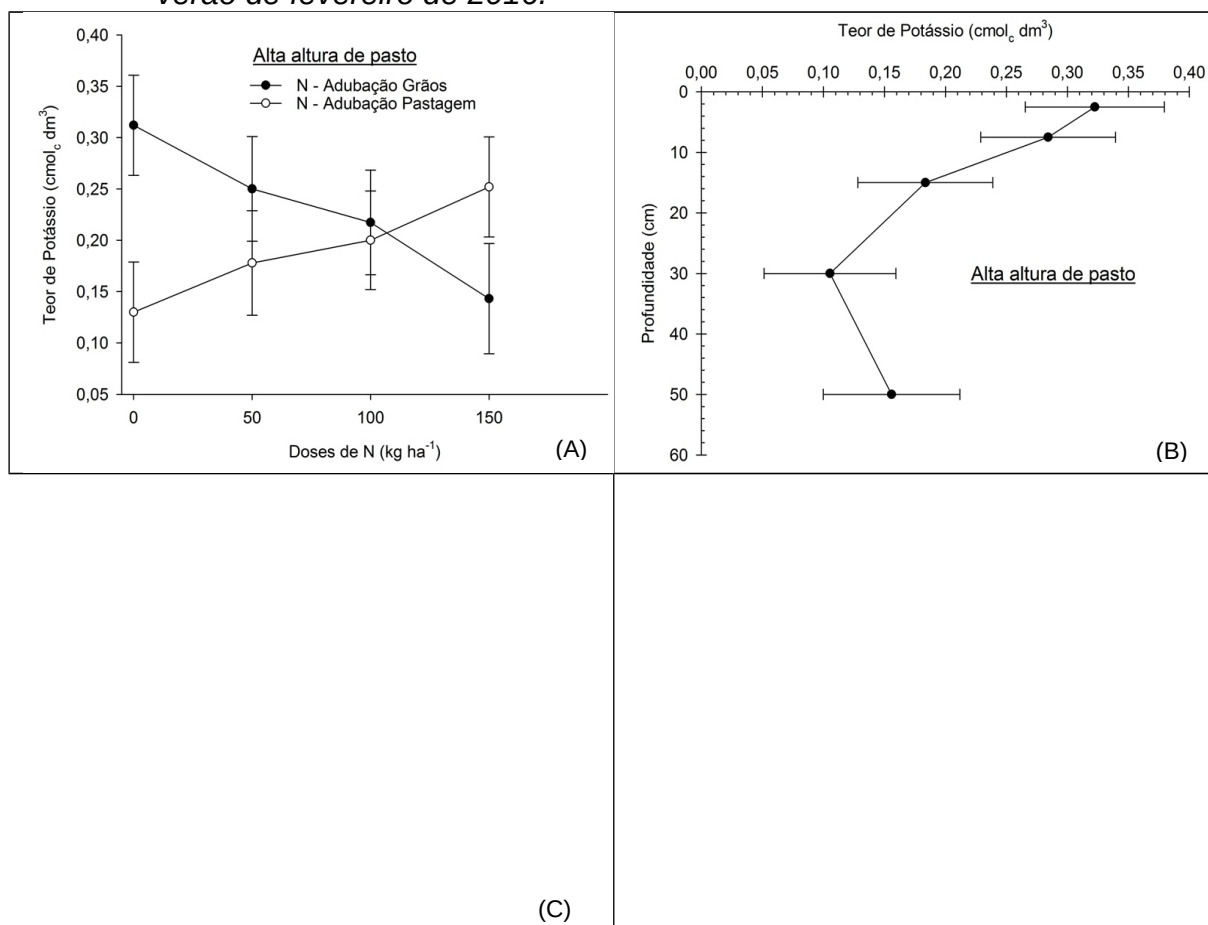 verão de fevereiro de 2016.
Alta altura de pasto
N - Adubação Grãos
N - Adubação Pastagem
Teor de Potássio (cmolc dm3)
0,40
0,35
0,30
0,25
0,20
0,15
0,10
0,05
0 50 100 150
Doses de N (kg ha-1)
(A)
Teor de Potássio (cmolc dm3)
0,00 0,05 0,10 0,15 0,20 0,25 0,30 0,35 0,40
Profundidade (cm)
0
10
20
30
40
50
60
Alta altura de pasto
(B)
(C)